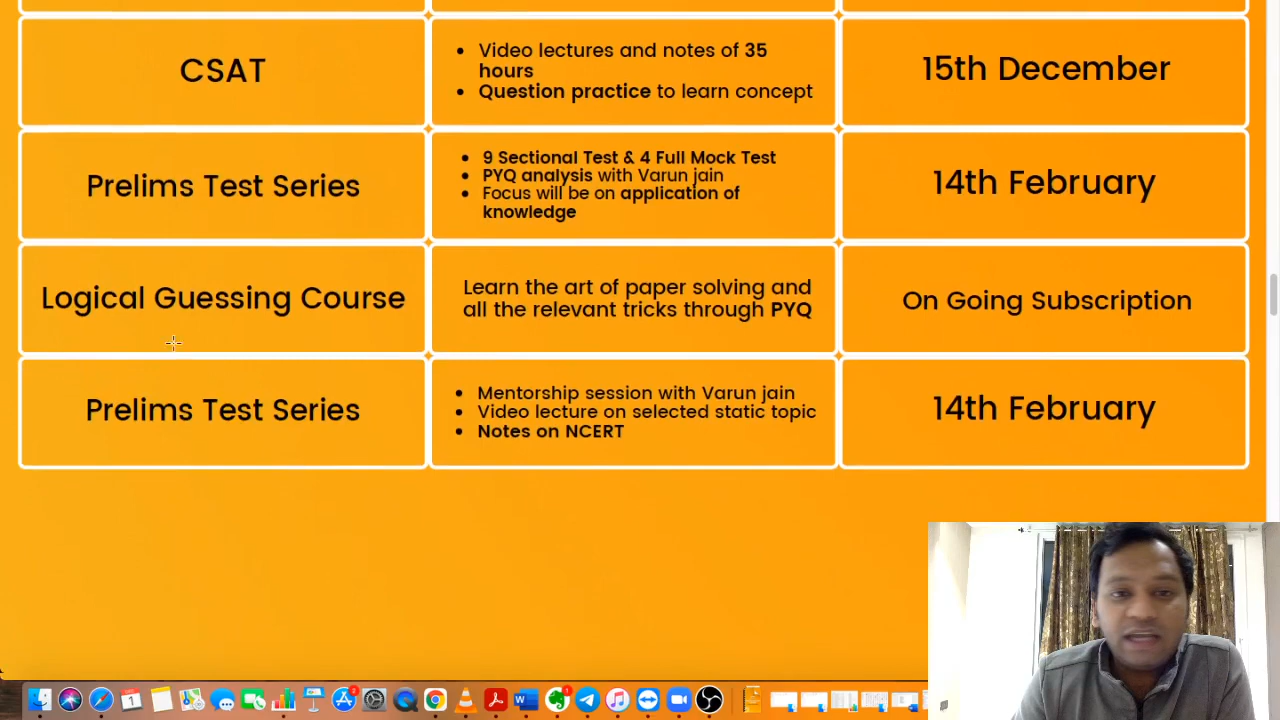 CSAT
Video lectures and notes of 35
hours
Question practice to learn concept
15th December
Prelims Test Series
9 Sectional Test & 4 Full Mock Test
PYQ analysis with Varun jain
Focus will be on application of
knowledge
14th February
Logical Guessing Course
Learn the art of paper solving and
all the relevant tricks through PYQ
On Going Subscription
Prelims Test Series
Mentorship session with Varun jain
Video lecture on selected static topic
Notes on NCERT
14th February